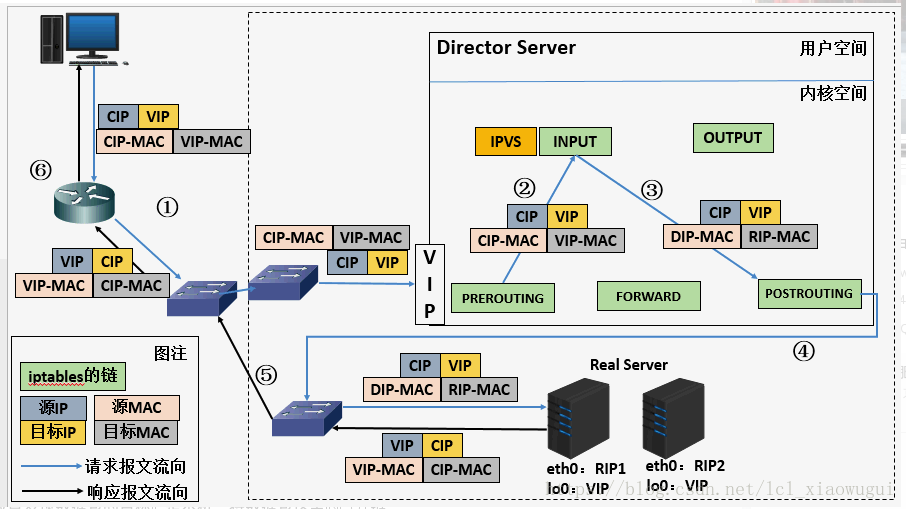 Director Server
用户空间
内核空间
CIP VIP
CIP-MAC VIP-MAC
IPVS INPUT
OUTPUT
⑥
①
②
③
CIP VIP
CIP-MAC VIP-MAC
CIP VIP
DIP-MAC RIP-MAC
CIP-MAC VIP-MAC
CIP VIP
VIP CIP
VIP-MAC CIP-MAC
VIP
PREROUTING
FORWARD
POSTROUTING
④
图注
iptables的链
源IP 源MAC
目标IP 目标MAC
请求报文流向
响应报文流向
⑤
CIP VIP
DIP-MAC RIP-MAC
VIP CIP
VIP-MAC CIP-MAC
Real Server
eth0：RIP1
lo0：VIP
eth0：RIP2
lo0：VIP
http://blog.csdn.net/lcl_xiaowugui